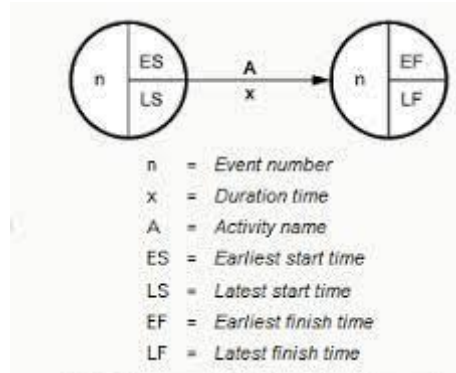 n ES A n EF
LS x LF
n = Event number
x = Duration time
A = Activity name
ES = Earliest start time
LS = Latest start time
EF = Earliest finish time
LF = Latest finish time